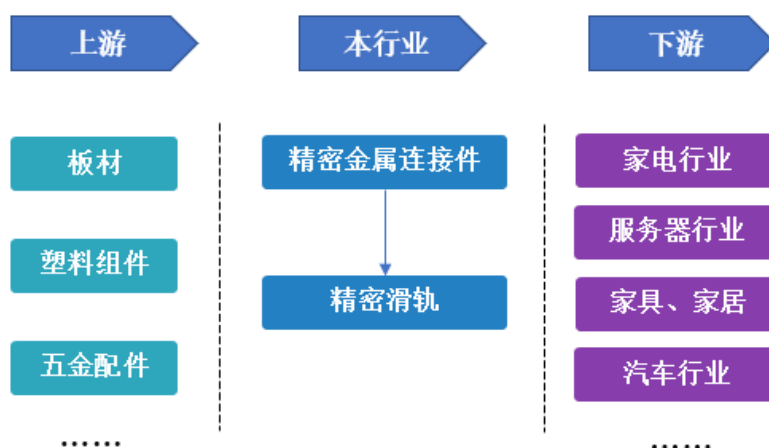 上游
本行业
下游
板材
精密金属连接件
家电行业
服务器行业
塑料组件
精密滑轨
家具、家居
五金配件
汽车行业
……
……